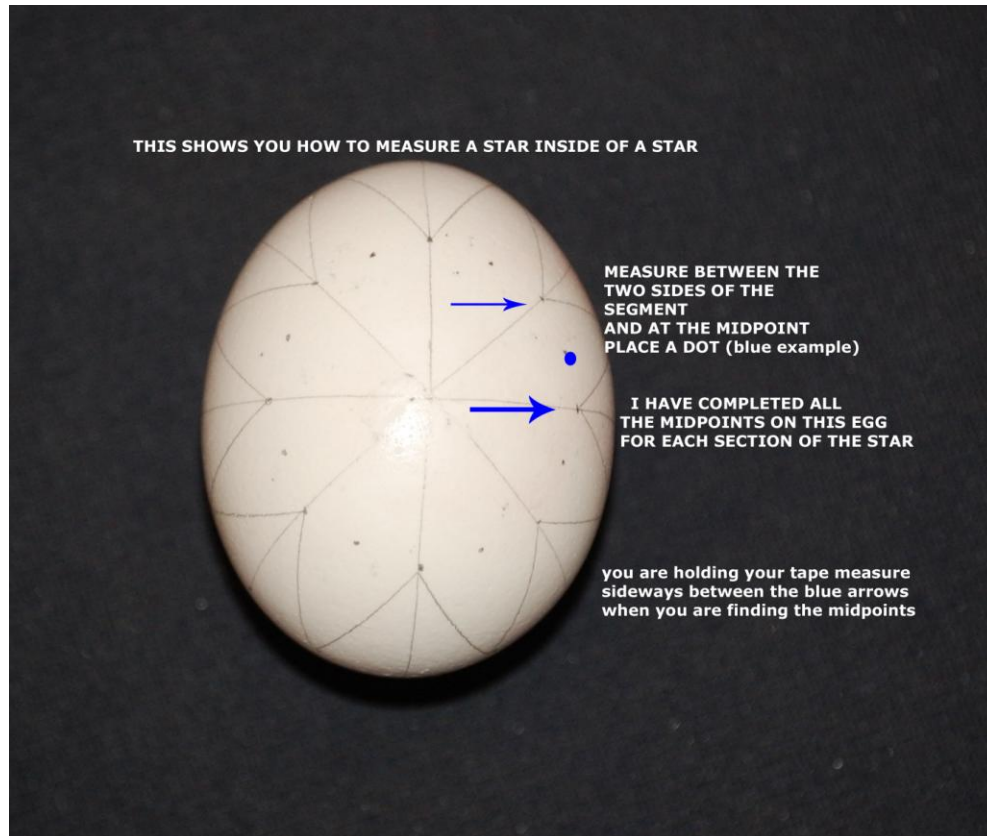 THIS SHOWS YOU HOW TO MEASURE A STAR INSIDE OF A STAR
MEASURE BETWEEN THE
TWO SIDES OF THE
SEGMENT
AND AT THE MIDPOINT
PLACE A DOT (blue example)
I HAVE COMPLETED ALL
THE MIDPOINTS ON THIS EGG
FOR EACH SECTION OF THE STAR
you are holding your tape measure
sideways between the blue arrows
when you are finding the midpoints